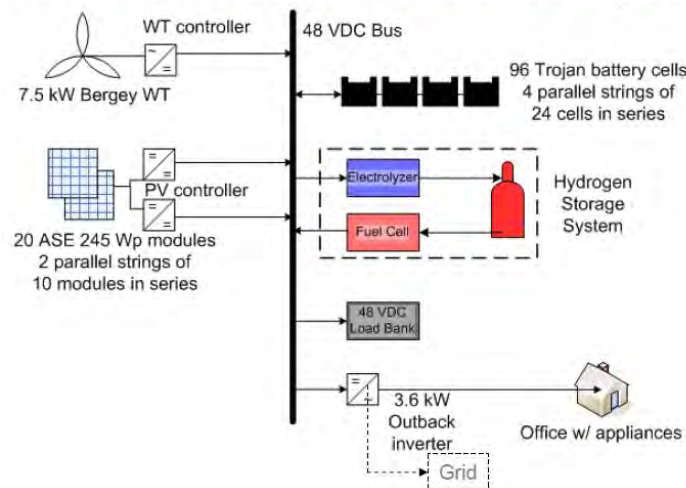 WT controller
7.5 kW Bergey WT
48 VDC Bus
96 Trojan battery cells
4 parallel strings of
24 cells in series
PV controller
20 ASE 245 Wp modules
2 parallel strings of
10 modules in series
Electrolyzer
Fuel Cell
Hydrogen
Storage
System
48 VDC
Load Bank
3.6 kW
Outback
inverter
Office w/ appliances
Grid